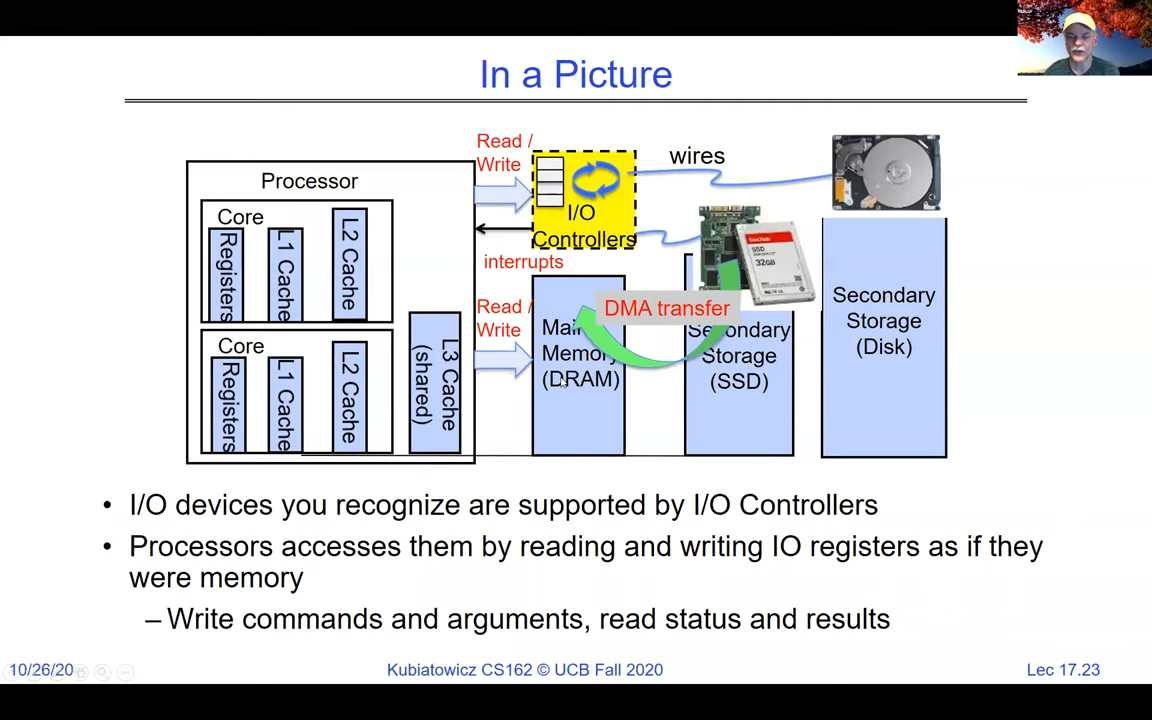 In a Picture
Read /
Write
wires
Processor
Core
Registers
L1 Cache
L2 Cache
I/O
Controllers
interrupts
SanDisk
SSD
32GB
Read /
Write
DMA transfer
Core
Registers
L1 Cache
L2 Cache
L3 Cache
(shared)
Main
Memory
(DRAM)
Secondary
Storage
(SSD)
Secondary
Storage
(Disk)
• I/O devices you recognize are supported by I/O Controllers
• Processors accesses them by reading and writing IO registers as if they
were memory
– Write commands and arguments, read status and results
10/26/20
Kubiatowicz CS162 © UCB Fall 2020
Lec 17.23